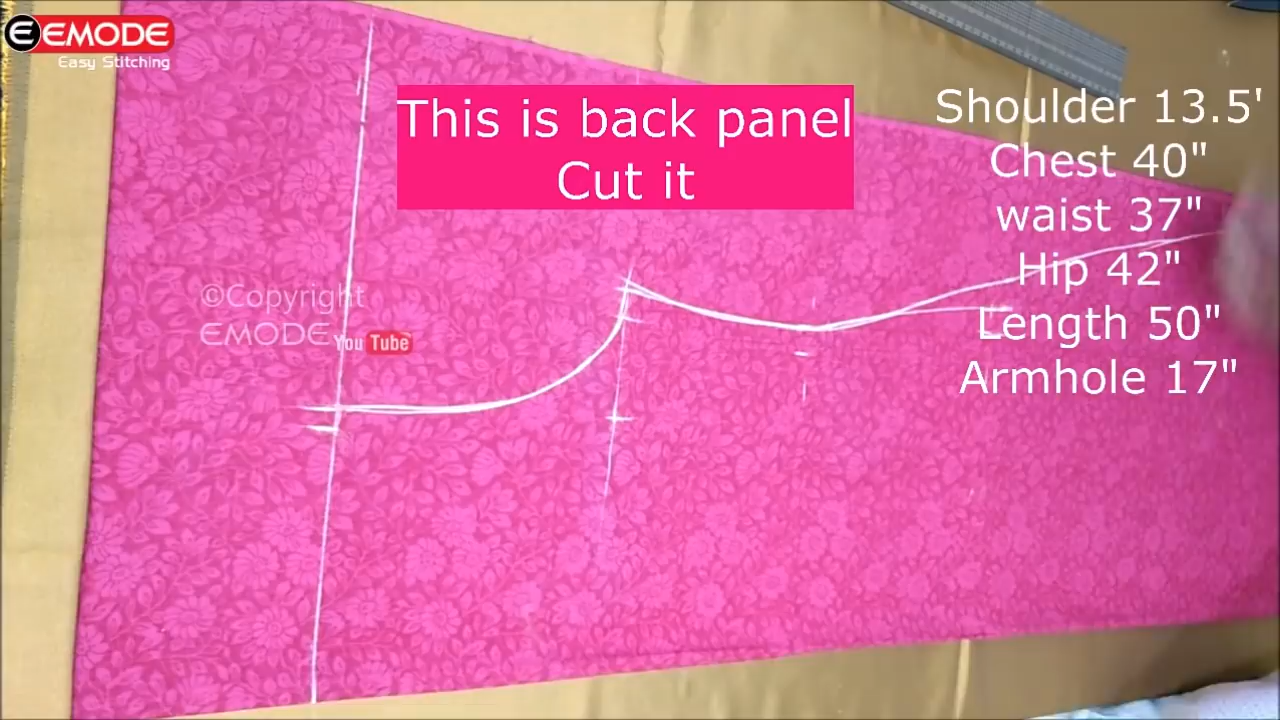 E EMODE
Easy Stitching
This is back panel
Cut it
Shoulder 13.5'
Chest 40"
waist 37"
Hip 42"
Length 50"
Armhole 17"
©Copyright
EMODE YouTube